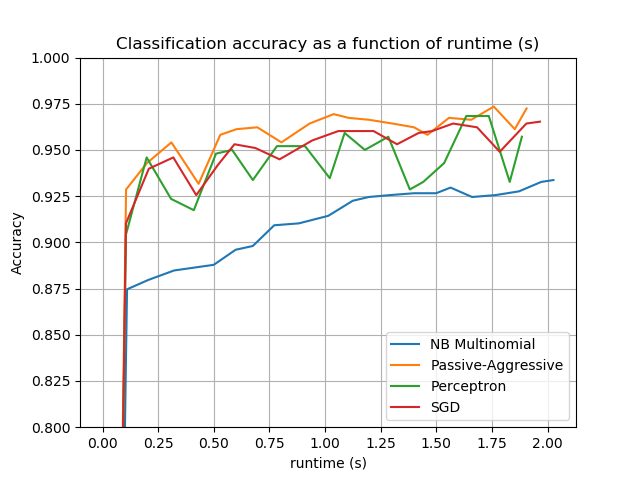 Classification accuracy as a function of runtime (s)
1.000
0.975
0.950
0.925
0.900
0.875
0.850
0.825
0.800
Accuracy
NB Multinomial
Passive-Aggressive
Perceptron
SGD
0.00 0.25 0.50 0.75 1.00 1.25 1.50 1.75 2.00
runtime (s)